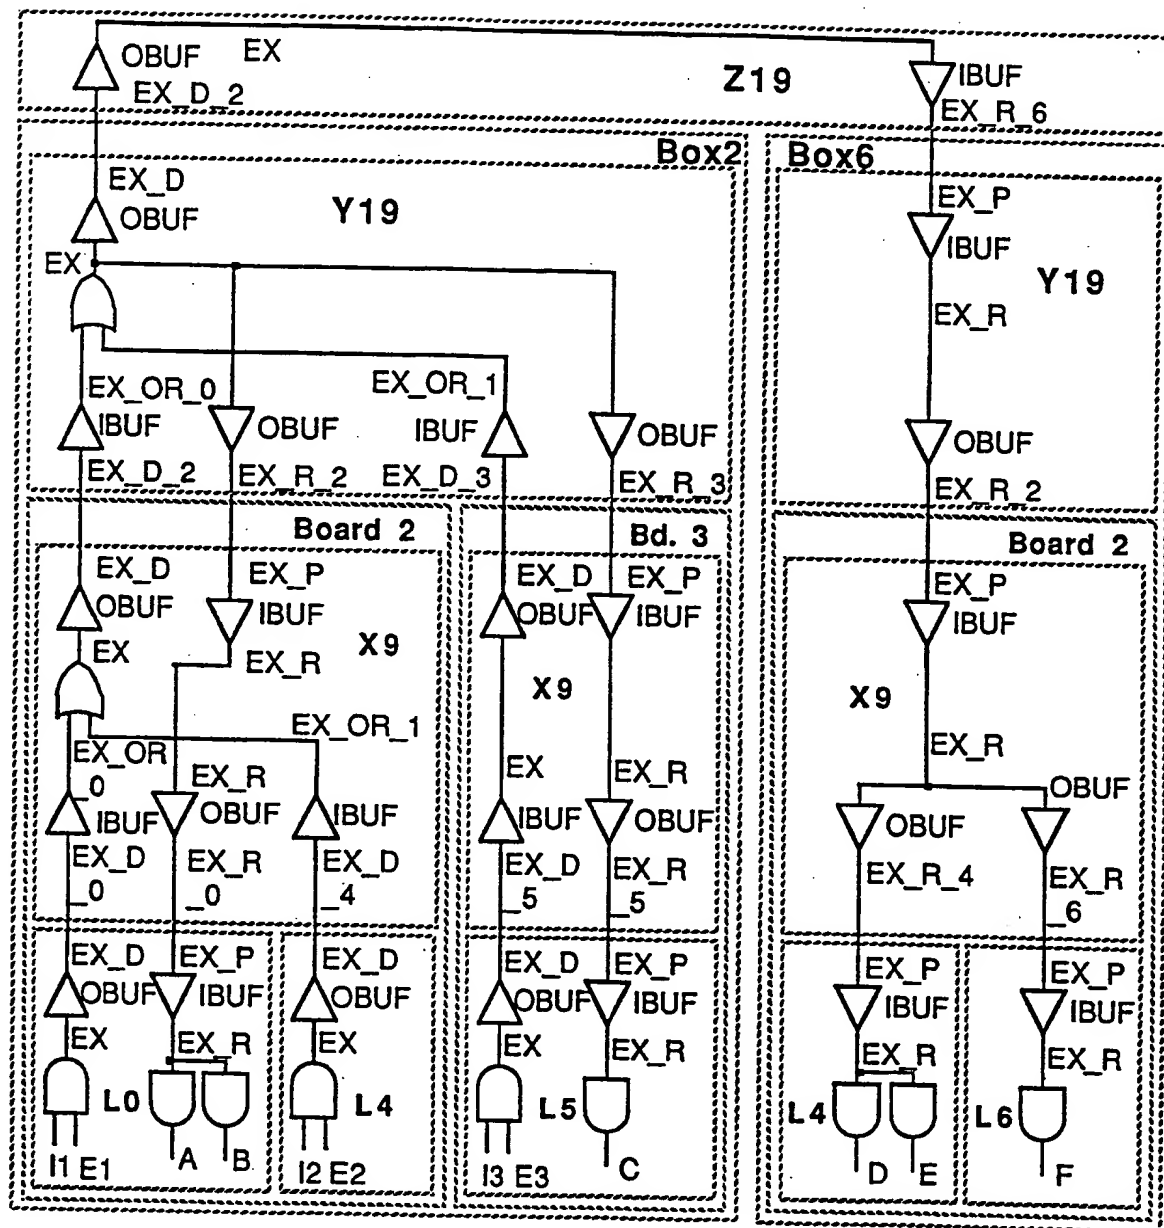 OBUF EX
EX_D_2
Z19
IBUF
EX_R_6
Box2
Box6
EX_D
OBUF
Y19
EX
EX_P
IBUF
Y19
EX_R
EX_OR_0
IBUF
EX_D_2
OBUF
EX_R_2
EX_OR_1
IBUF
EX_D_3
OBUF
EX_R_3
OBUF
EX_R_2
Board 2
Bd. 3
Board 2
EX_D
OBUF
EX
EX_P
IBUF
EX_R
X9
EX_OR_1
EX_OR
_0
IBUF
EX_D
_0
EX_R
OBUF
EX_R
_0
IBUF
EX_D
_4
EX_D
OBUF
X9
EX
IBUF
EX_D
_5
EX_P
IBUF
EX_R
OBUF
EX_R
_5
EX_P
IBUF
X9
EX_R
OBUF
EX_R_4
OBUF
EX_R
_6
EX_D
OBUF
EX
L0
I1 E1
EX_P
IBUF
EX_R
A B
EX_D
OBUF
EX
L4
I2 E2
EX_D
OBUF
EX
L5
I3 E3
EX_P
IBUF
EX_R
C
EX_P
IBUF
EX_R
L4
D E
EX_P
IBUF
EX_R
L6
F